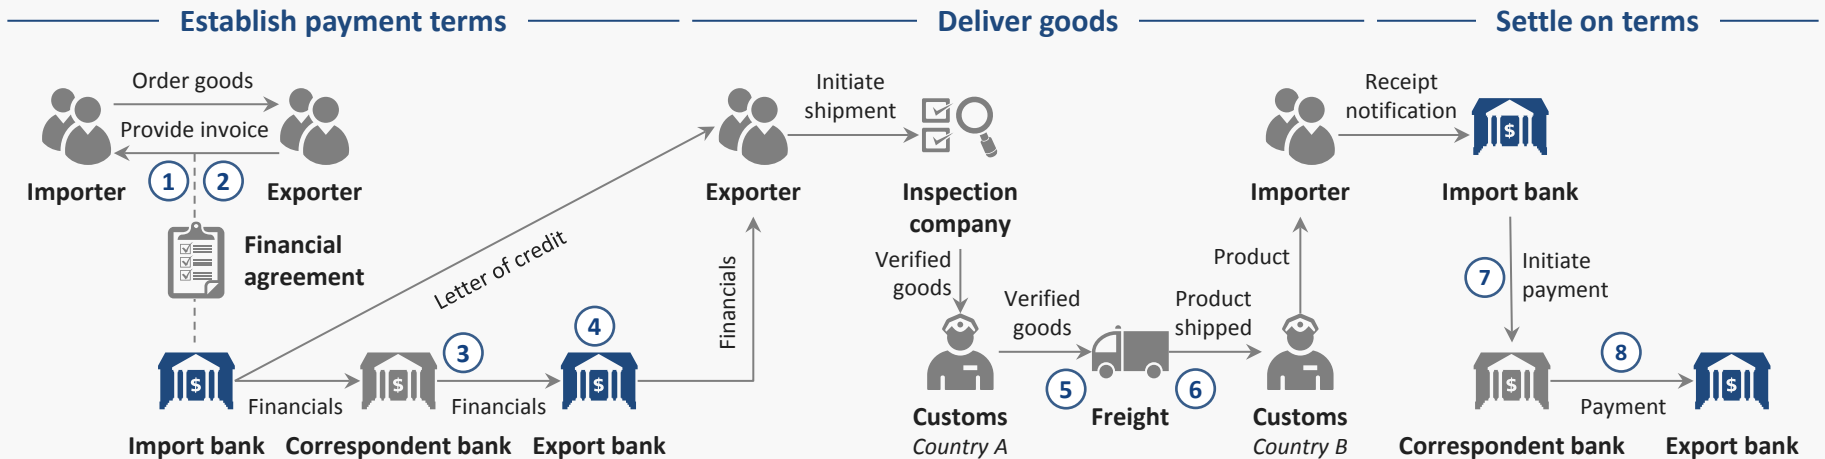 Establish payment terms
Deliver goods
Settle on terms
Order goods
Provide invoice
Importer
1
2
Exporter
Financial
agreement
Letter of credit
3
4
$
$
$
Financials
Financials
Import bank
Correspondent bank
Export bank
Financials
Exporter
Initiate
shipment
Inspection
company
Verified
goods
Verified
goods
Product
shipped
5
6
Customs
Country A
Freight
Customs
Country B
Product
Importer
Receipt
notification
$
Import bank
7
Initiate
payment
$
8
Payment
$
Correspondent bank
Export bank